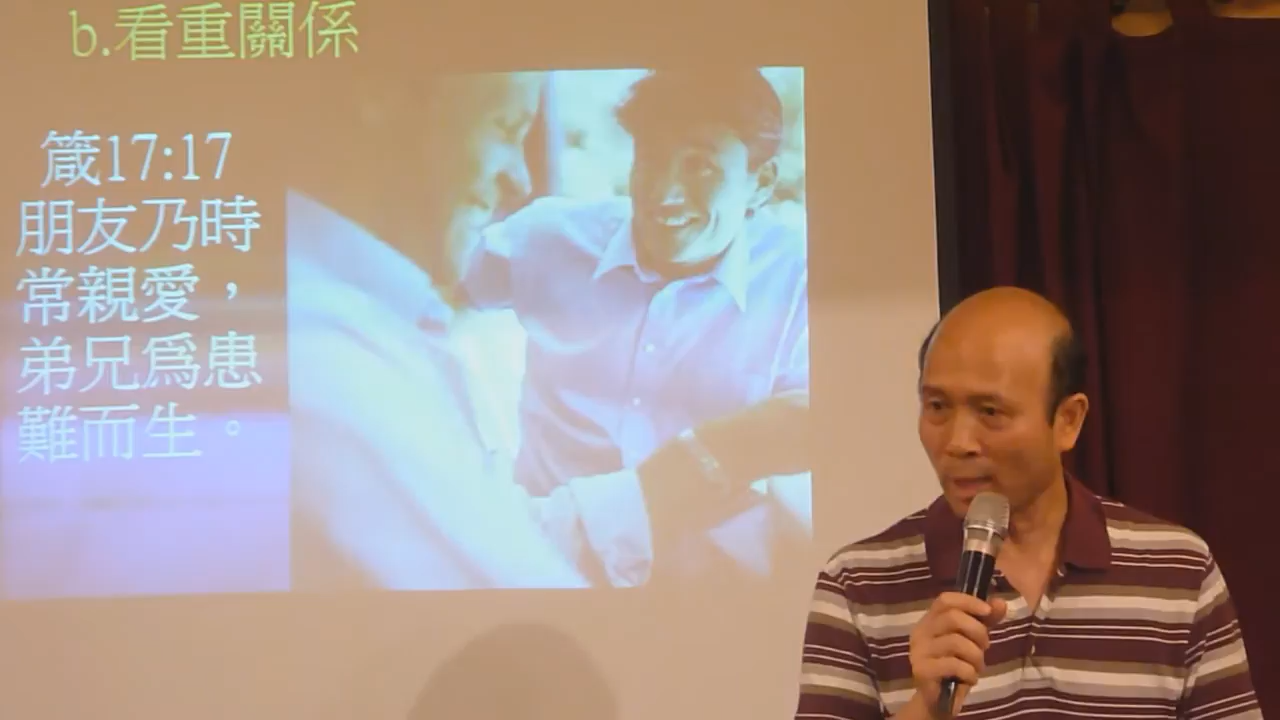 b.看重關係
箴17:17
朋友乃時
常親愛，
弟兄爲患
難而生。